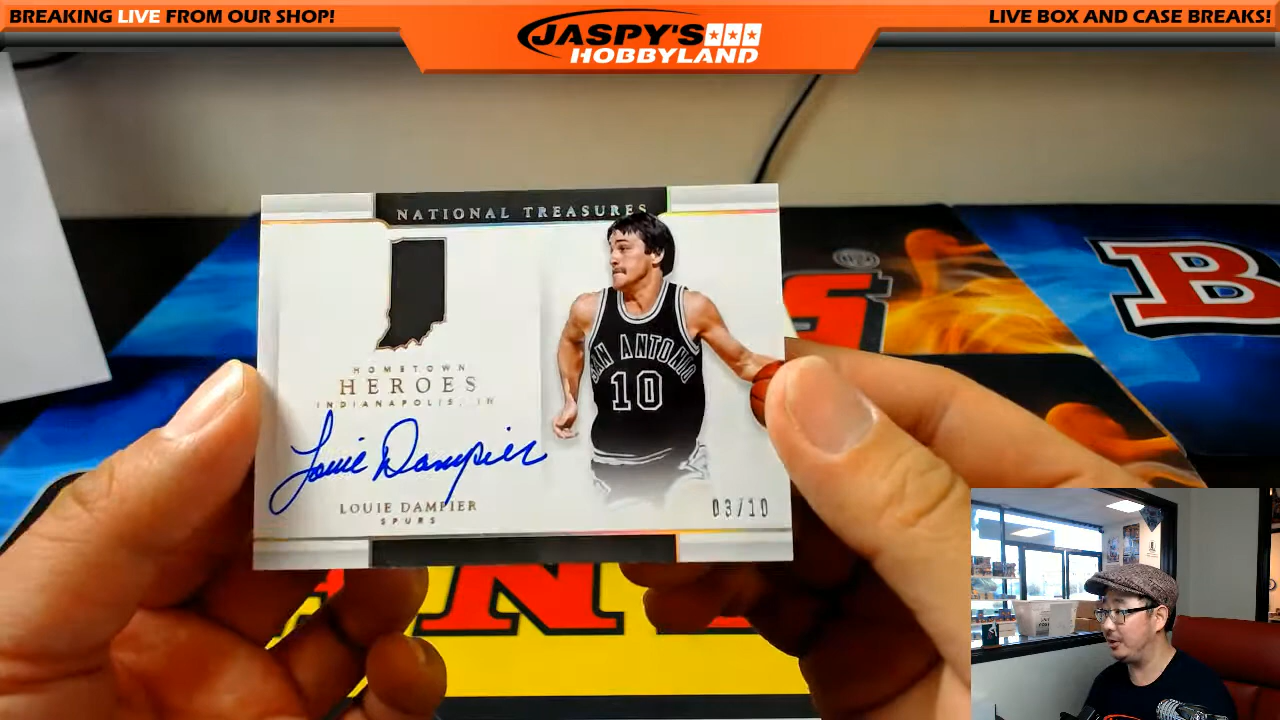 BREAKING LIVE FROM OUR SHOP!
JASPY'S
HOBBYLAND
LIVE BOX AND CASE BREAKS!
NATIONAL TREASURES
HOMETOWN
HEROES
INDIANAPOLIS, IN
Louie Dampier
LOUIE DAMPIER
SPURS
SAN ANTONIO
10
03/10
S
B